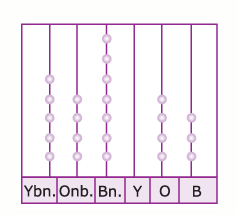 Ybn. Onb. Bn. Y O B